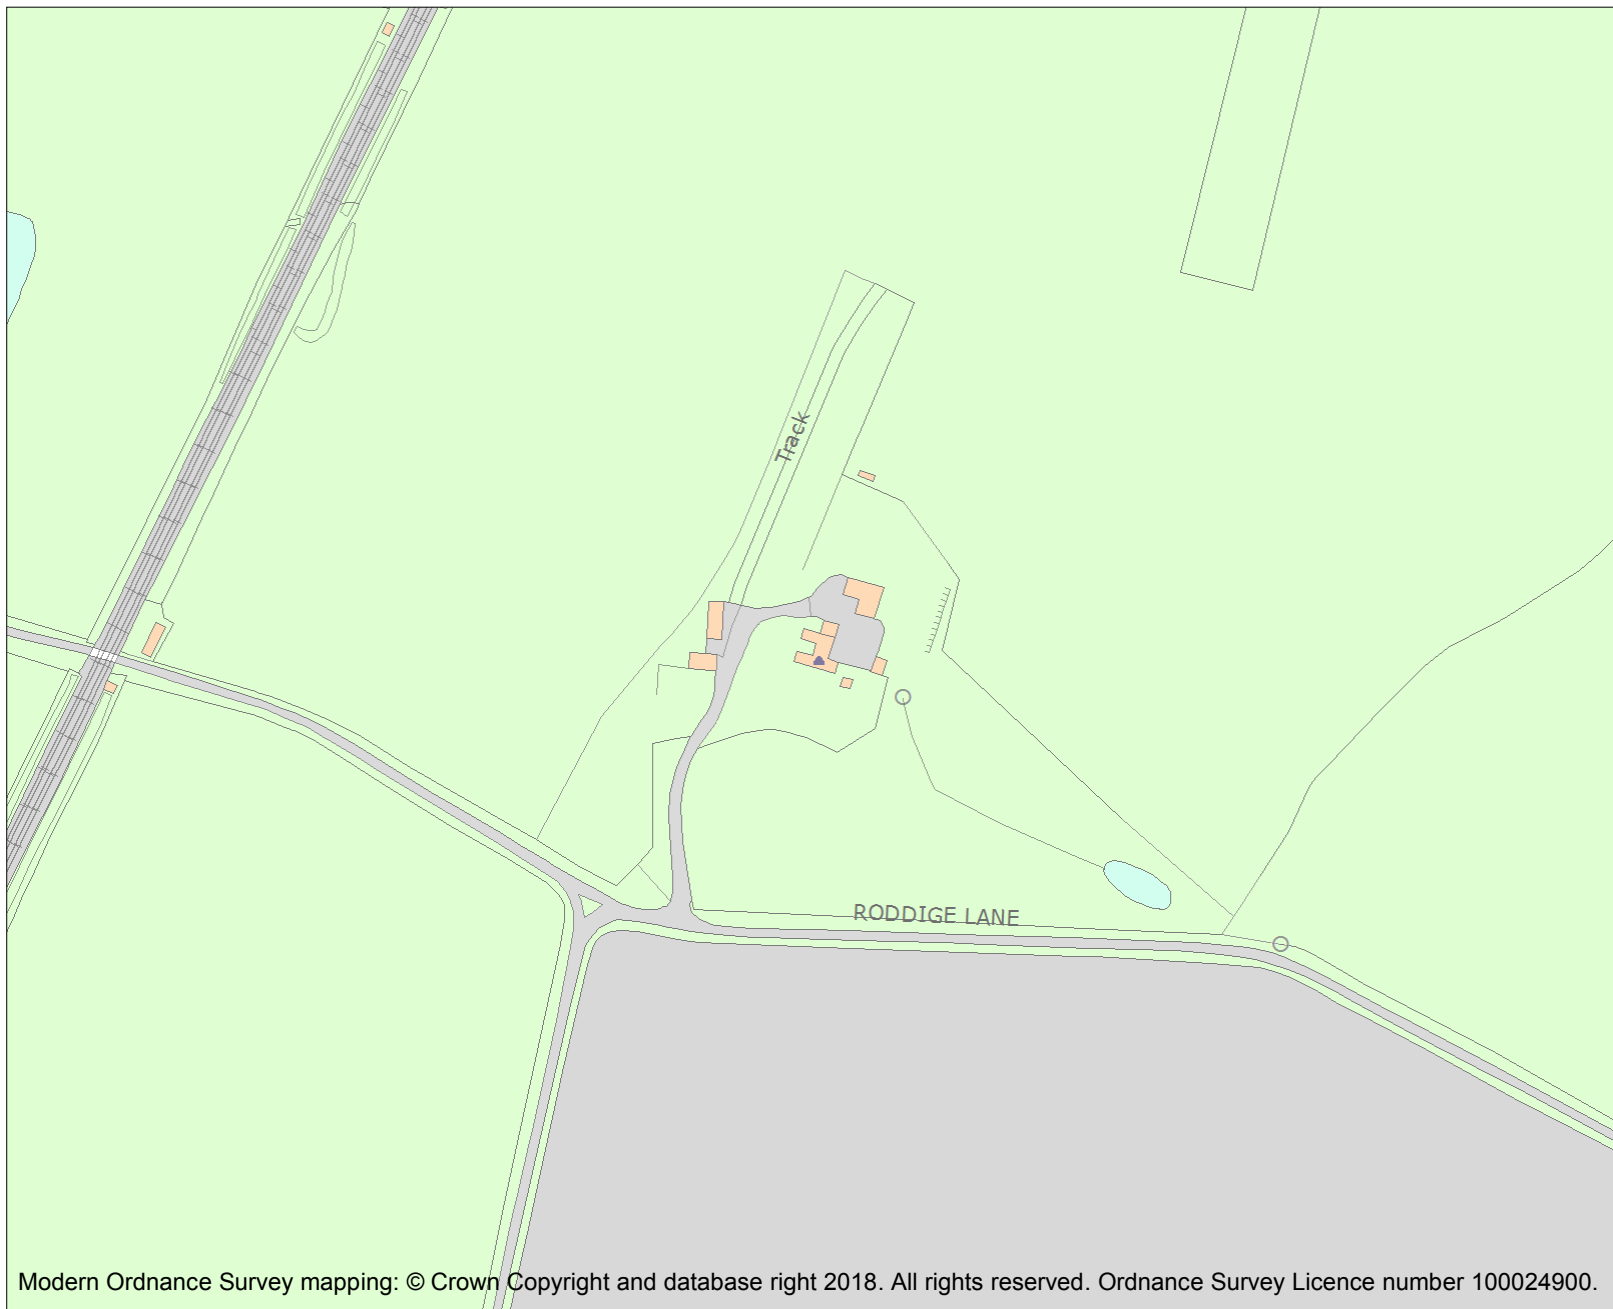 Track
RODDIGE LANE
Modern Ordnance Survey mapping: © Crown Copyright and database right 2018. All rights reserved. Ordnance Survey Licence number 100024900.